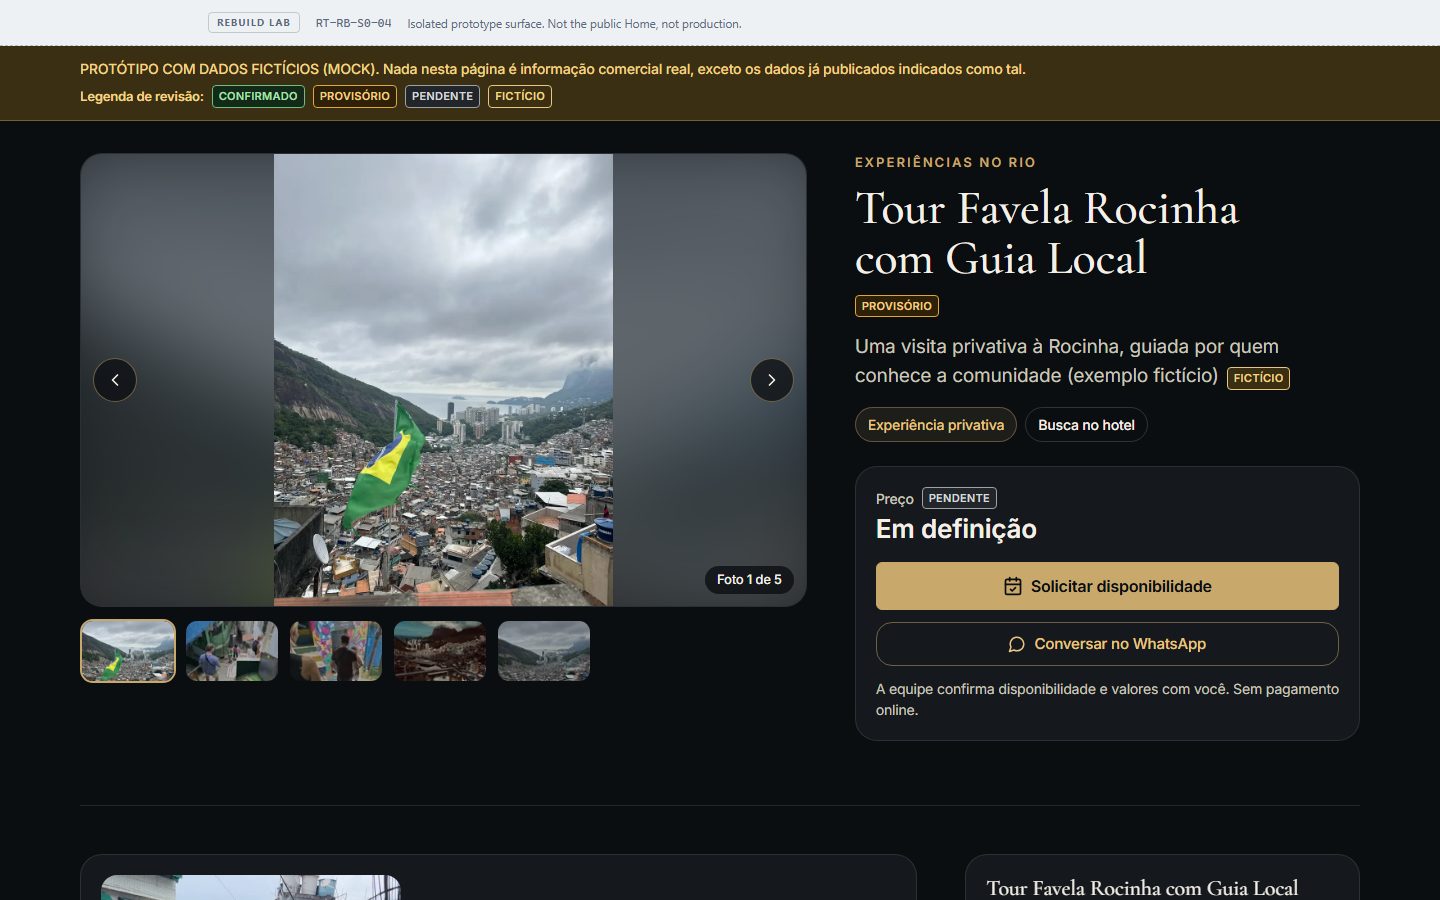 REBUILD LAB RT-RB-S0-04 Isolated prototype surface. Not the public Home, not production.
PROTÓTIPO COM DADOS FICTÍCIOS (MOCK). Nada nesta página é informação comercial real, exceto os dados já publicados indicados como tal.
Legenda de revisão: CONFIRMADO PROVISÓRIO PENDENTE FICTÍCIO
Foto 1 de 5
EXPERIÊNCIAS NO RIO
Tour Favela Rocinha
com Guia Local
PROVISÓRIO
Uma visita privativa à Rocinha, guiada por quem
conhece a comunidade (exemplo fictício) FICTÍCIO
Experiência privativa Busca no hotel
Preço PENDENTE
Em definição
Solicitar disponibilidade
Conversar no WhatsApp
A equipe confirma disponibilidade e valores com você. Sem pagamento
online.
Tour Favela Rocinha com Guia Local